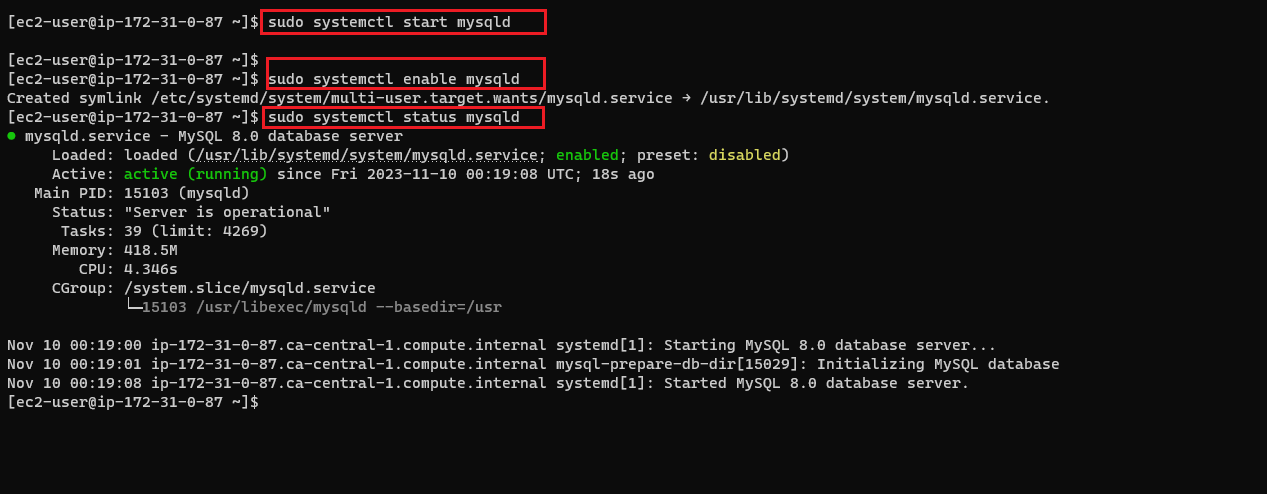 [ec2-user@ip-172-31-0-87 ~]$ sudo systemctl start mysqld
[ec2-user@ip-172-31-0-87 ~]$
[ec2-user@ip-172-31-0-87 ~]$ sudo systemctl enable mysqld
Created symlink /etc/systemd/system/multi-user.target.wants/mysqld.service → /usr/lib/systemd/system/mysqld.service.
[ec2-user@ip-172-31-0-87 ~]$ sudo systemctl status mysqld
● mysqld.service - MySQL 8.0 database server
Loaded: loaded (/usr/lib/systemd/system/mysqld.service; enabled; preset: disabled)
Active: active (running) since Fri 2023-11-10 00:19:08 UTC; 18s ago
Main PID: 15103 (mysqld)
Status: "Server is operational"
Tasks: 39 (limit: 4269)
Memory: 418.5M
CPU: 4.346s
CGroup: /system.slice/mysqld.service
└─15103 /usr/libexec/mysqld --basedir=/usr
Nov 10 00:19:00 ip-172-31-0-87.ca-central-1.compute.internal systemd[1]: Starting MySQL 8.0 database server...
Nov 10 00:19:01 ip-172-31-0-87.ca-central-1.compute.internal mysql-prepare-db-dir[15029]: Initializing MySQL database
Nov 10 00:19:08 ip-172-31-0-87.ca-central-1.compute.internal systemd[1]: Started MySQL 8.0 database server.
[ec2-user@ip-172-31-0-87 ~]$